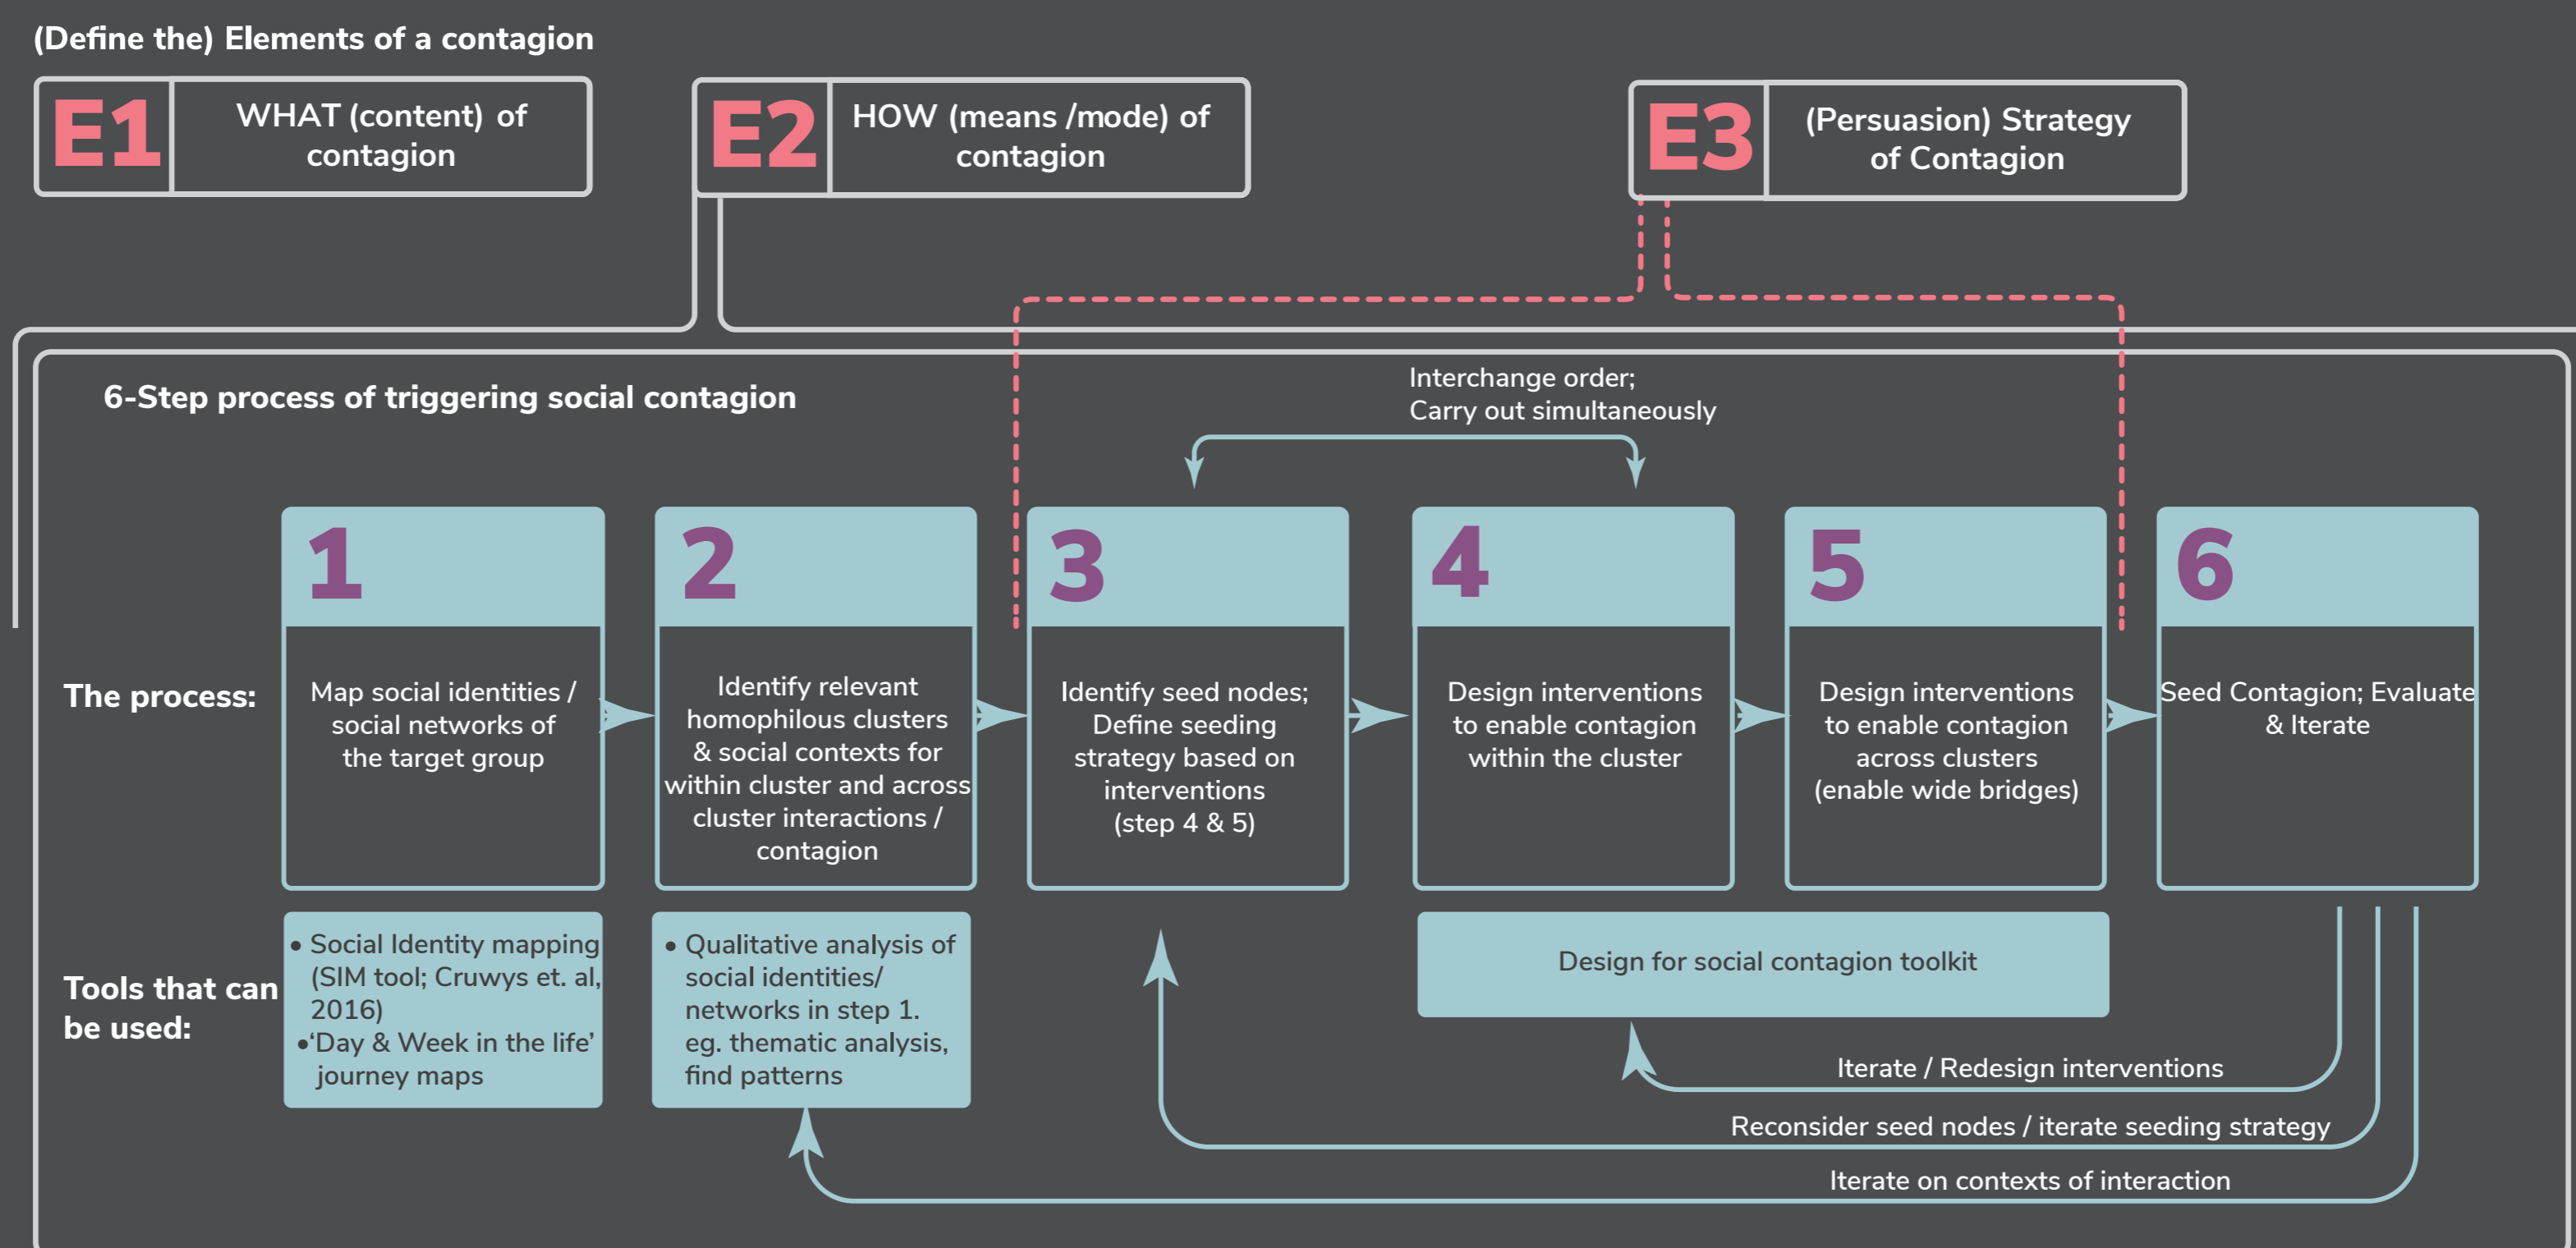 (Define the) Elements of a contagion
E1
WHAT (content) of
contagion
E2
HOW (means /mode) of
contagion
E3
(Persuasion) Strategy
of Contagion
6-Step process of triggering social contagion
Interchange order;
Carry out simultaneously
1
2
3
4
5
6
The process:
Map social identities /
social networks of
the target group
Identify relevant
homophilous clusters
& social contexts for
within cluster and across
cluster interactions /
contagion
Identify seed nodes;
Define seeding
strategy based on
interventions
(step 4 & 5)
Design interventions
to enable contagion
within the cluster
Design interventions
to enable contagion
across clusters
(enable wide bridges)
Seed Contagion; Evaluate
& Iterate
Tools that can
be used:
• Social Identity mapping
(SIM tool; Cruwys et. al,
2016)
•‘Day & Week in the life’
journey maps
• Qualitative analysis of
social identities/
networks in step 1.
eg. thematic analysis,
find patterns
Design for social contagion toolkit
Iterate / Redesign interventions
Reconsider seed nodes / iterate seeding strategy
Iterate on contexts of interaction